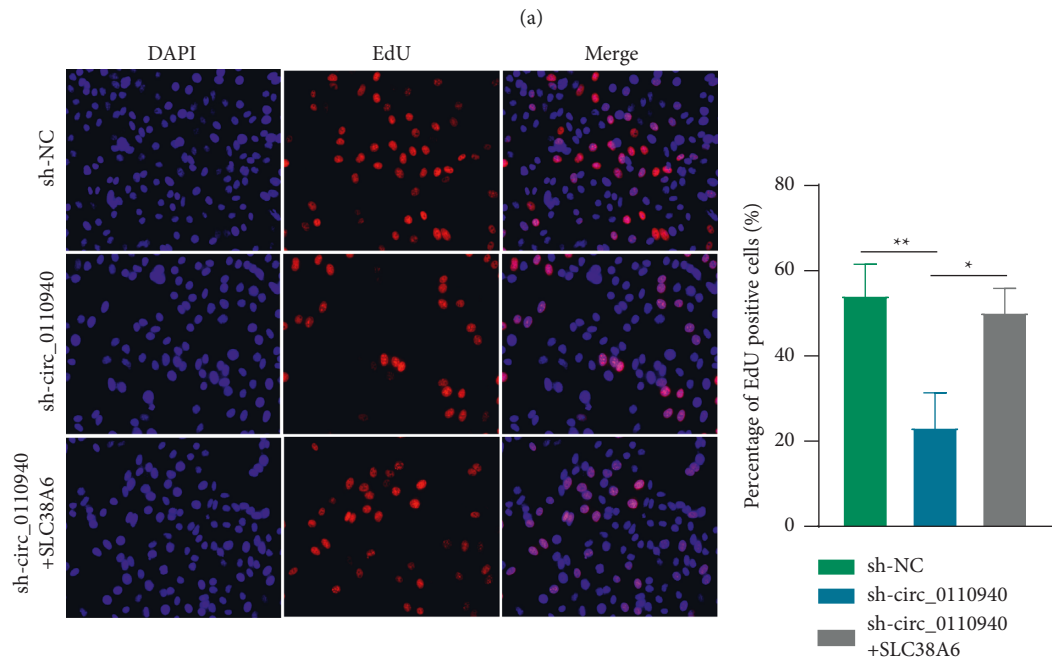 (a)
DAPI
EdU
Merge
sh-NC
sh-circ_0110940
sh-circ_0110940
+SLC38A6
Percentage of EdU positive cells (%)
80
60
40
20
0
**
*
sh-NC
sh-circ_0110940
sh-circ_0110940
+SLC38A6